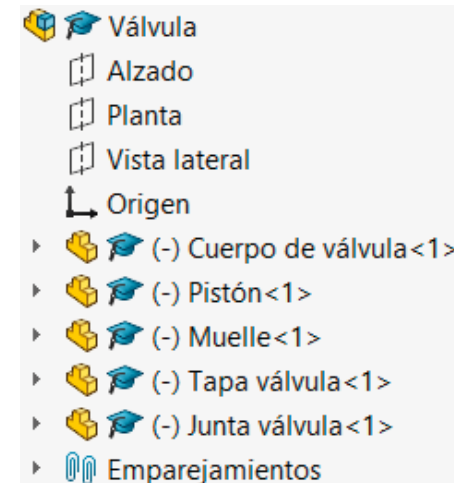 Válvula
Alzado
Planta
Vista lateral
Origen
(-) Cuerpo de válvula<1>
(-) Pistón<1>
(-) Muelle<1>
(-) Tapa válvula<1>
(-) Junta válvula<1>
Emparejamientos